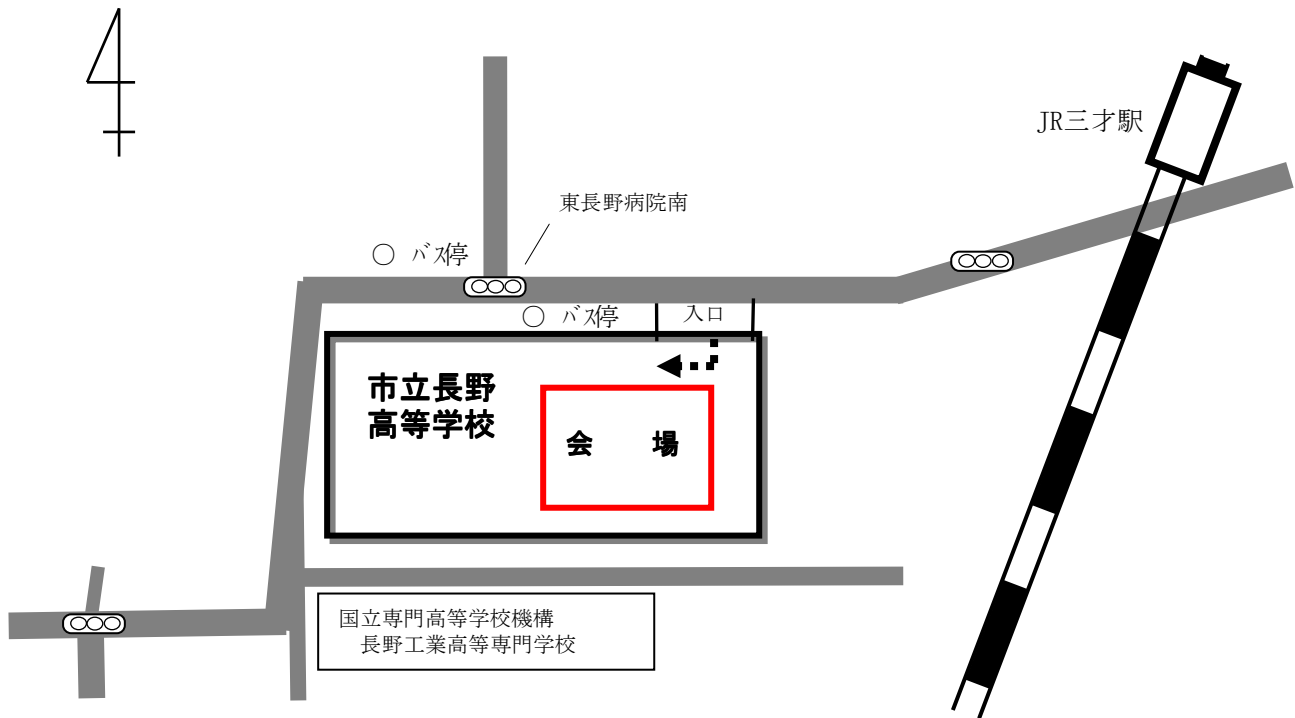 JR三才駅
東長野病院南
○ バス停
○ バス停
入口
市立長野
高等学校
会 場
国立専門高等学校機構
長野工業高等専門学校